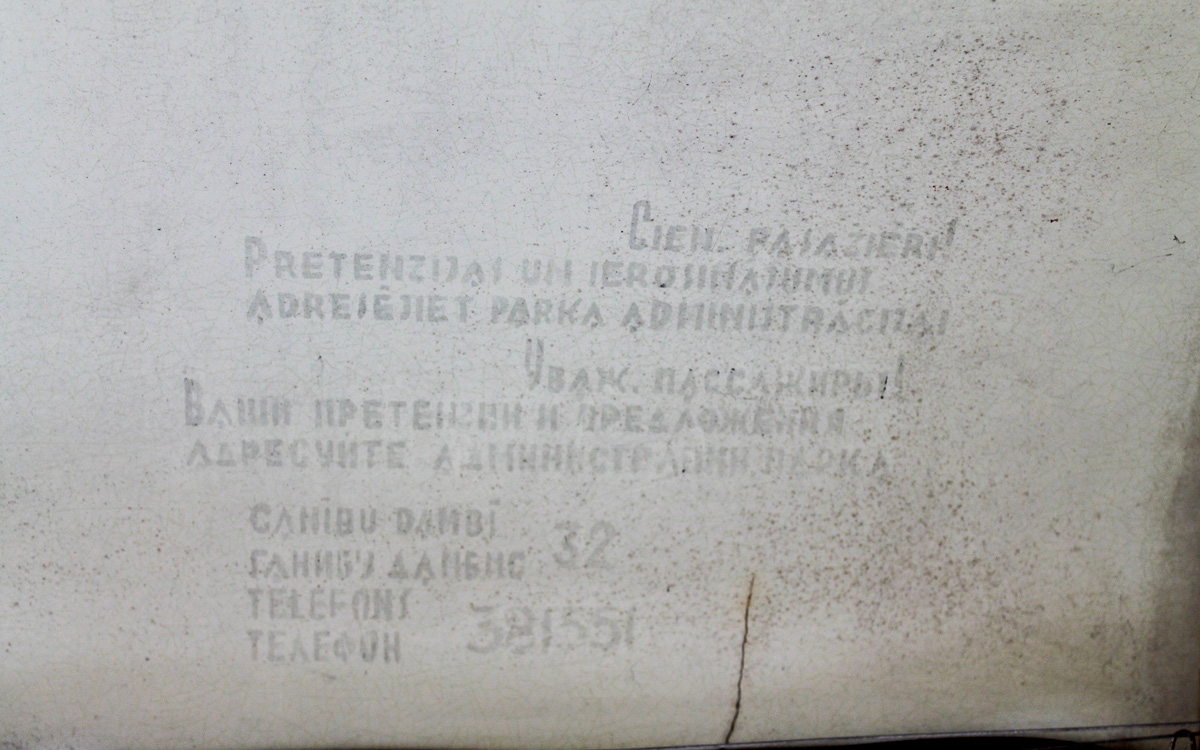 Cien. pasažieri!
Pretenzijas un ierosinājumus
adresējiet parka administrācijai
Уваж. пассажиры!
Ваши претензии и предложения
адресуйте администрации парка
Ganību dambī 32
Ганибу дамбис
Telefons
Телефон 381551